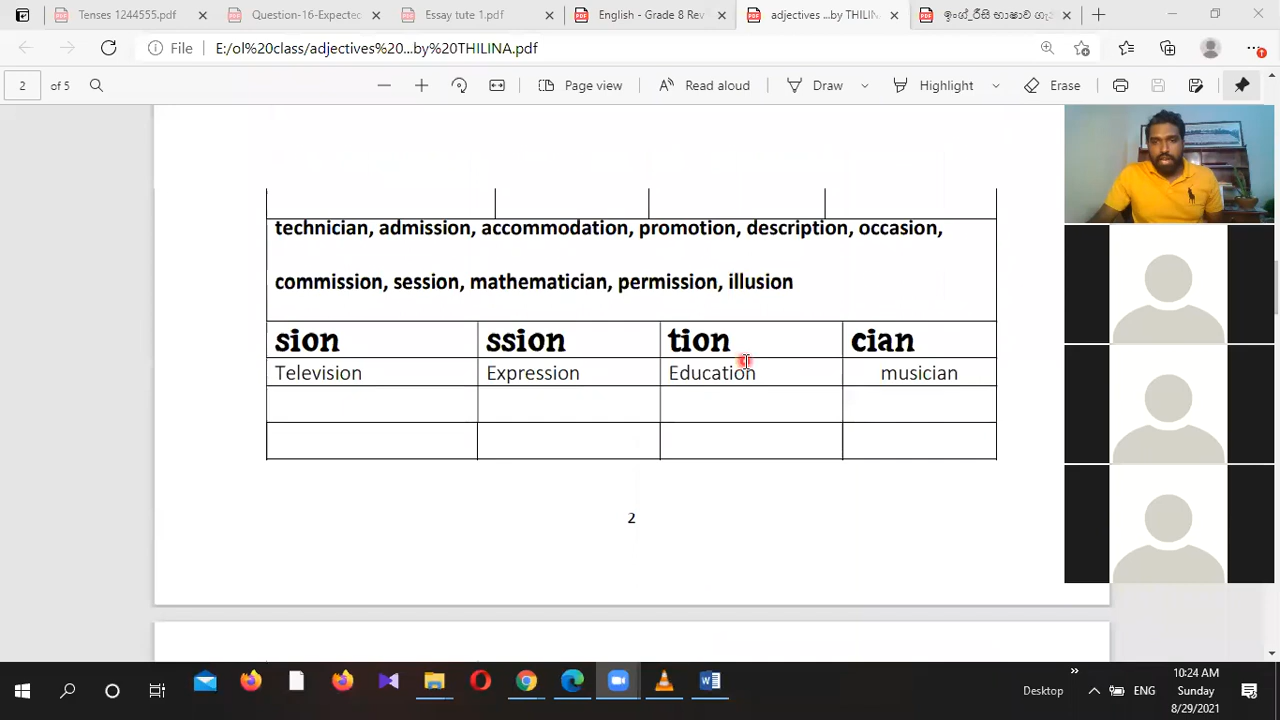 Tenses 1244555.pdf
Question-16-Expectec
Essay tute 1.pdf
English - Grade 8 Rev
adjectives ...by THILIN
ඉංග්‍රීසි භාෂාව ගැ
File
E:/ol%20class/adjectives%20...by%20THILINA.pdf
2 of 5
Page view
Read aloud
Draw
Highlight
Erase
technician, admission, accommodation, promotion, description, occasion,
commission, session, mathematician, permission, illusion
sion ssion tion cian
Television Expression Education musician
2
Desktop
ENG
10:24 AM
Sunday
8/29/2021